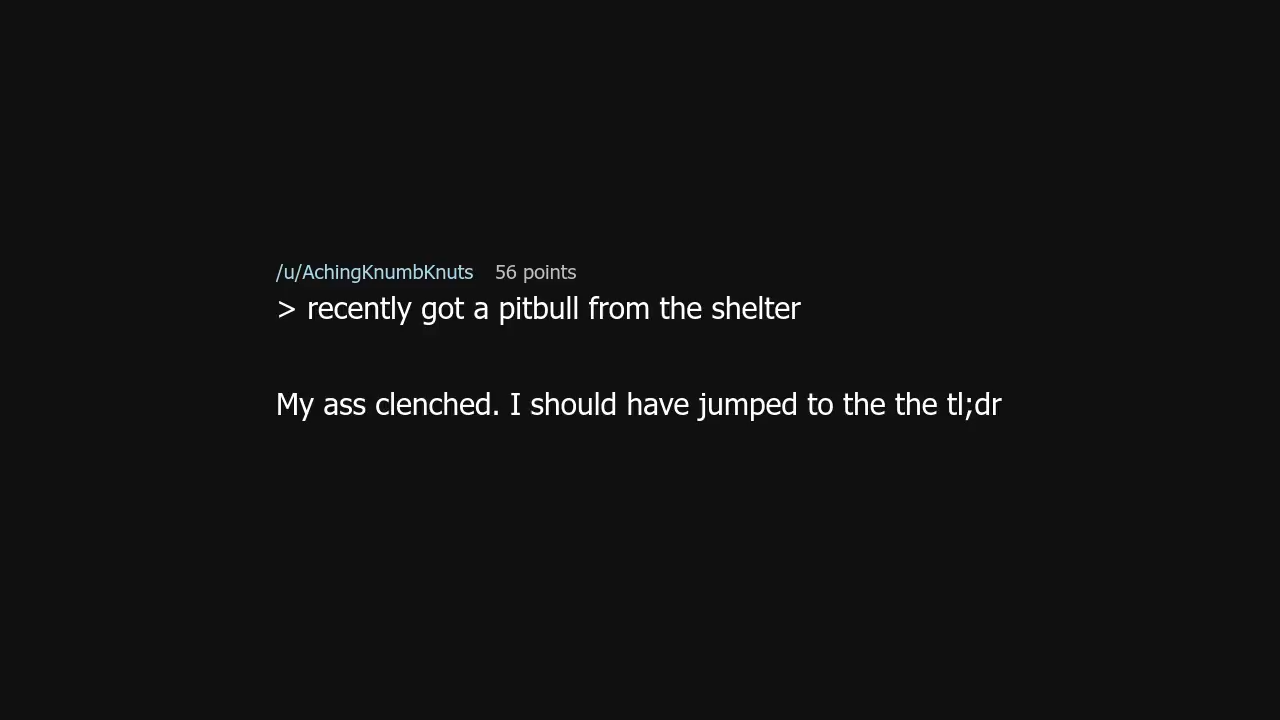 /u/AchingKnumbKnuts 56 points
> recently got a pitbull from the shelter
My ass clenched. I should have jumped to the the tl;dr